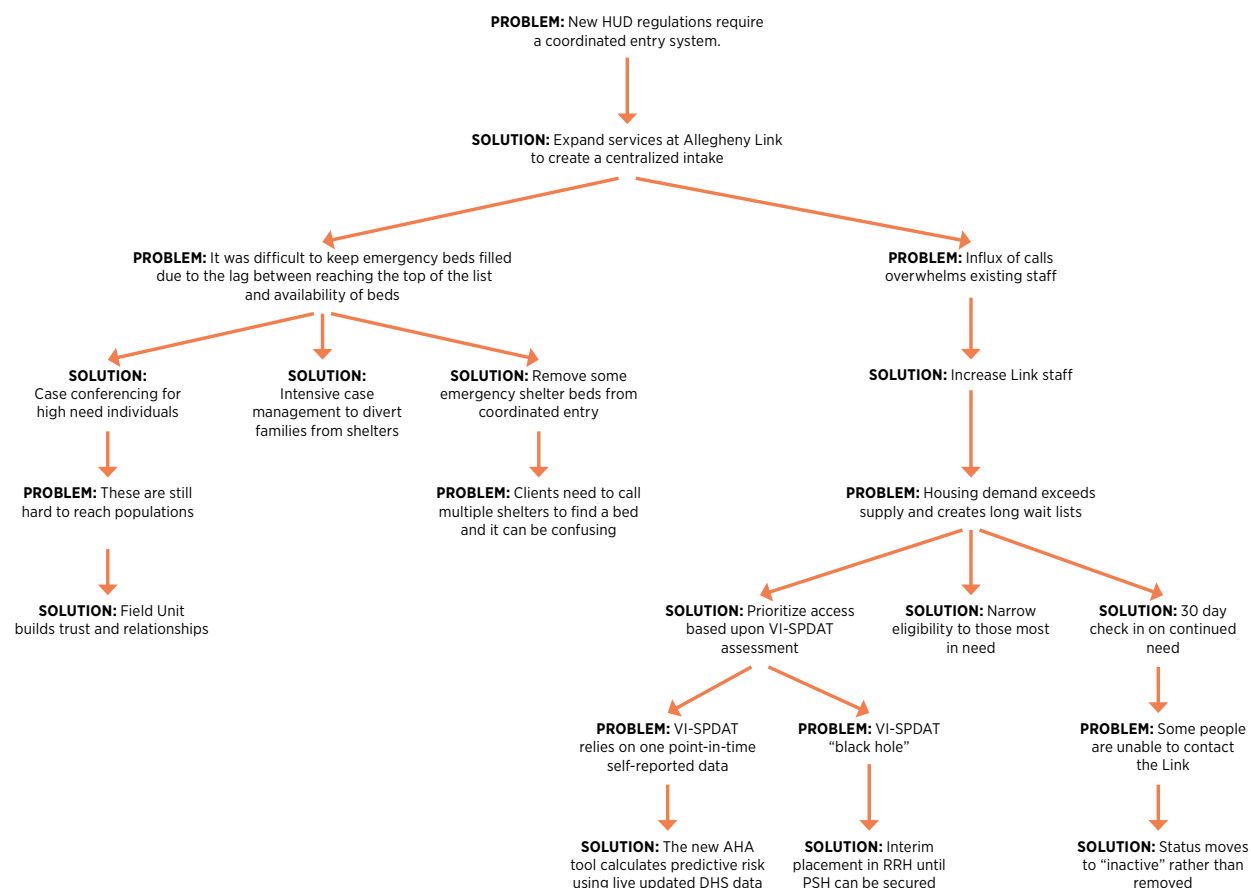 PROBLEM: New HUD regulations require
a coordinated entry system.
SOLUTION: Expand services at Allegheny Link
to create a centralized intake
PROBLEM: It was difficult to keep emergency beds filled
due to the lag between reaching the top of the list
and availability of beds
PROBLEM: Influx of calls
overwhelms existing staff
SOLUTION:
Case conferencing for
high need individuals
SOLUTION:
Intensive case
management to divert
families from shelters
SOLUTION: Remove some
emergency shelter beds from
coordinated entry
SOLUTION: Increase Link staff
PROBLEM: These are still
hard to reach populations
PROBLEM: Clients need to call
multiple shelters to find a bed
and it can be confusing
PROBLEM: Housing demand exceeds
supply and creates long wait lists
SOLUTION: Field Unit
builds trust and relationships
SOLUTION: Prioritize access
based upon VI-SPDAT
assessment
SOLUTION: Narrow
eligibility to those most
in need
SOLUTION: 30 day
check in on continued
need
PROBLEM: VI-SPDAT
relies on one point-in-time
self-reported data
PROBLEM: VI-SPDAT
“black hole”
PROBLEM: Some people
are unable to contact
the Link
SOLUTION: The new AHA
tool calculates predictive risk
using live updated DHS data
SOLUTION: Interim
placement in RRH until
PSH can be secured
SOLUTION: Status moves
to “inactive” rather than
removed